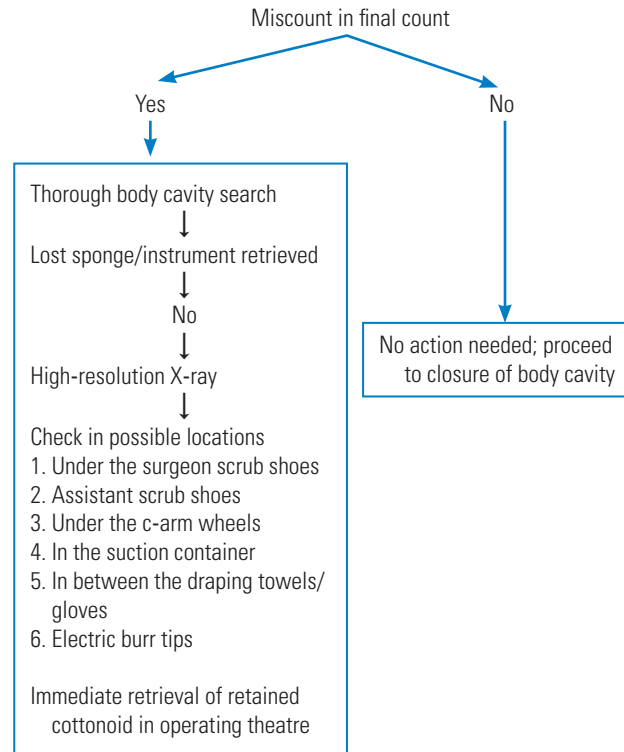 Miscount in final count
Yes
No
Thorough body cavity search
Lost sponge/instrument retrieved
No
High-resolution X-ray
Check in possible locations
1. Under the surgeon scrub shoes
2. Assistant scrub shoes
3. Under the c-arm wheels
4. In the suction container
5. In between the draping towels/
gloves
6. Electric burr tips
Immediate retrieval of retained
cottonoid in operating theatre
No action needed; proceed
to closure of body cavity